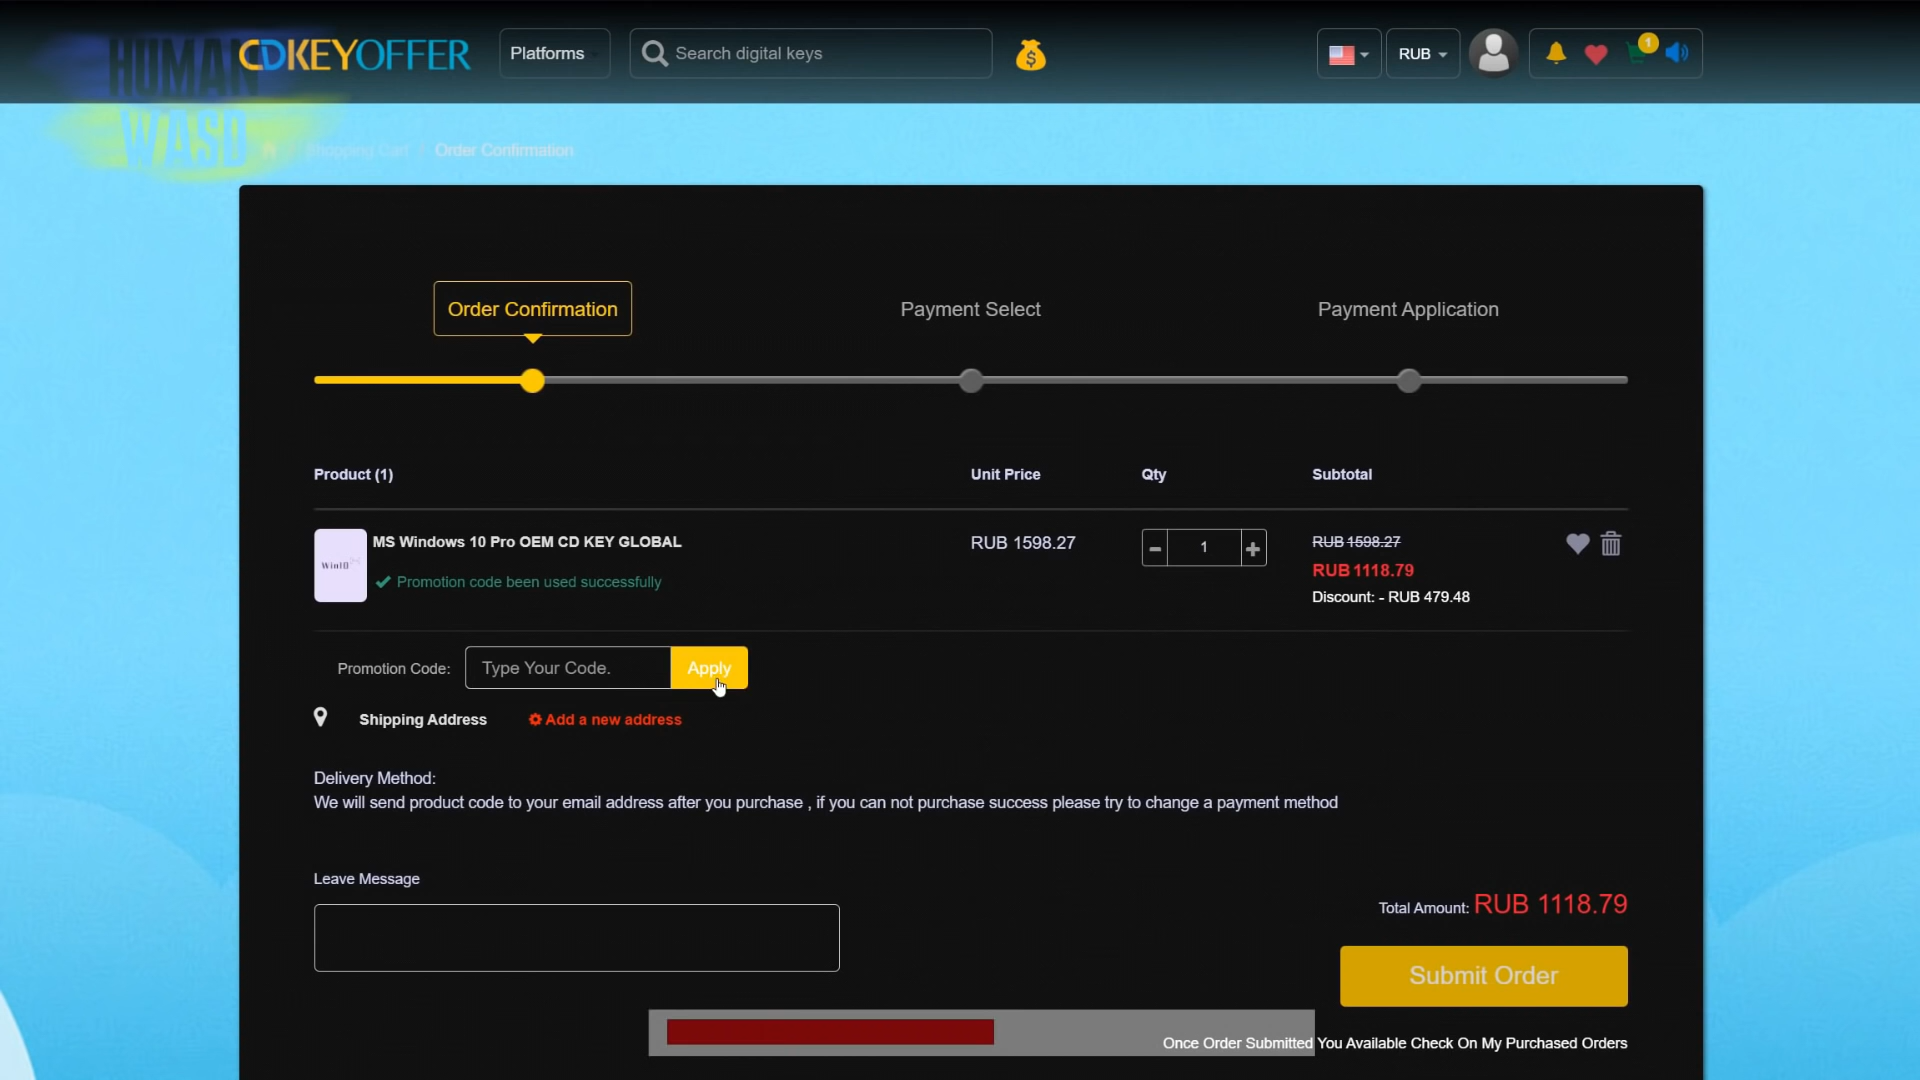 HUMAN
WASD
CDKEYOFFER
Platforms
Search digital keys
RUB
1
Shopping Cart
Order Confirmation
Order Confirmation
Payment Select
Payment Application
Product (1)
Unit Price
Qty
Subtotal
Win10
MS Windows 10 Pro OEM CD KEY GLOBAL
Promotion code been used successfully
RUB 1598.27
1
RUB 1598.27
RUB 1118.79
Discount: - RUB 479.48
Promotion Code:
Type Your Code.
Apply
Shipping Address
Add a new address
Delivery Method:
We will send product code to your email address after you purchase , if you can not purchase success please try to change a payment method
Leave Message
Total Amount: RUB 1118.79
Submit Order
Once Order Submitted You Available Check On My Purchased Orders